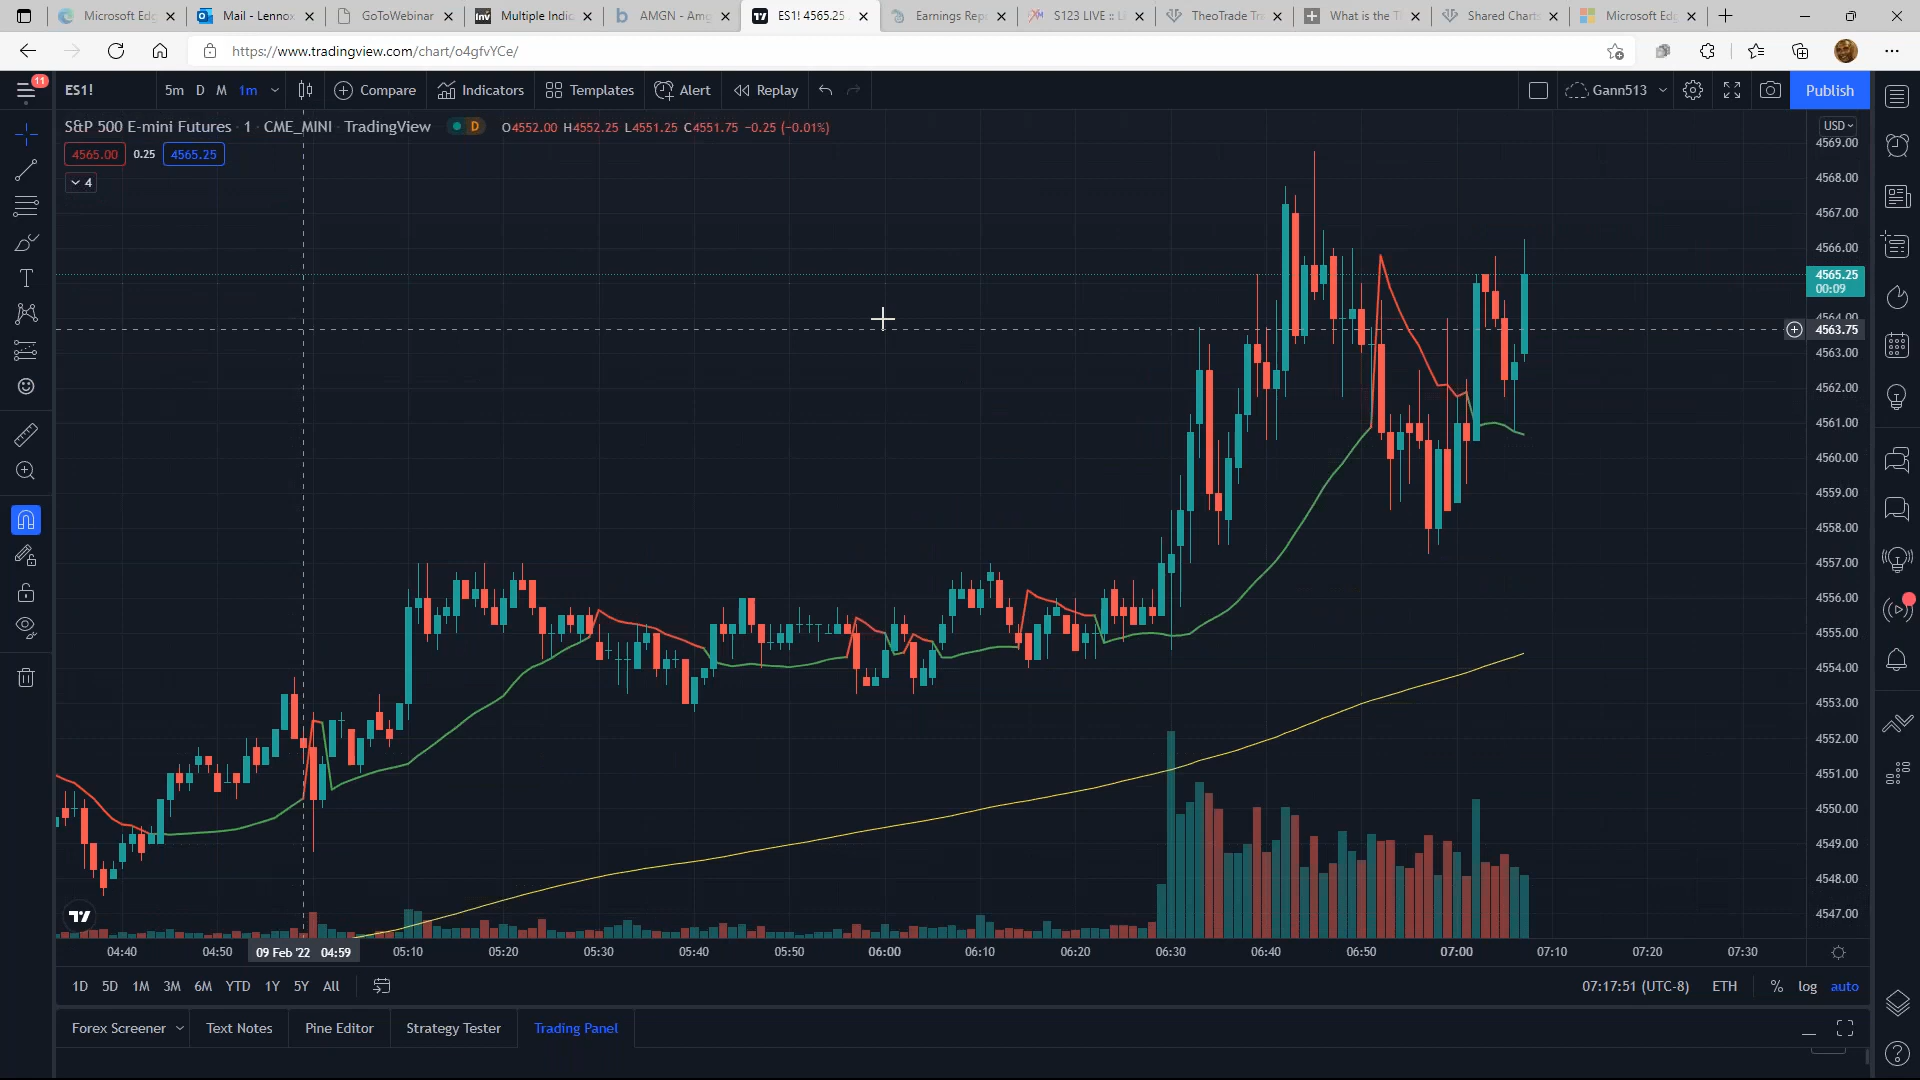 Microsoft Edg
Mail - Lennox
GoToWebinar
Multiple Indic
AMGN - Amg
ES1! 4565.25
Earnings Rep
S123 LIVE :: L
TheoTrade Tr
What is the T
Shared Charts
Microsoft Edg
https://www.tradingview.com/chart/o4gfvYCe/
11
ES1!
5m D M 1m
Compare
Indicators
Templates
Alert
Replay
Gann513
Publish
S&P 500 E-mini Futures · 1 · CME_MINI · TradingView
D
O4552.00 H4552.25 L4551.25 C4551.75 −0.25 (−0.01%)
USD
4565.00 0.25 4565.25
4
4569.00
4568.00
4567.00
4566.00
4565.25
00:09
4564.00
4563.75
4563.00
4562.00
4561.00
4560.00
4559.00
4558.00
4557.00
4556.00
4555.00
4554.00
4553.00
4552.00
4551.00
4550.00
4549.00
4548.00
4547.00
04:40 04:50 09 Feb '22 04:59 05:10 05:20 05:30 05:40 05:50 06:00 06:10 06:20 06:30 06:40 06:50 07:00 07:10 07:20 07:30
1D 5D 1M 3M 6M YTD 1Y 5Y All
07:17:51 (UTC-8) ETH % log auto
Forex Screener Text Notes Pine Editor Strategy Tester Trading Panel